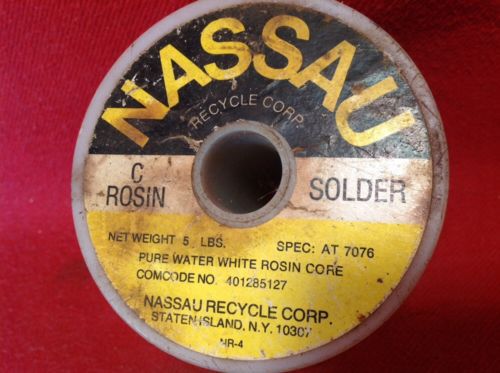 NASSAU
RECYCLE CORP.
C
ROSIN SOLDER
NET WEIGHT 5 LBS. SPEC: AT 7076
PURE WATER WHITE ROSIN CORE
COMCODE NO. 401285127
NASSAU RECYCLE CORP.
STATEN ISLAND, N.Y. 10307
NR-4